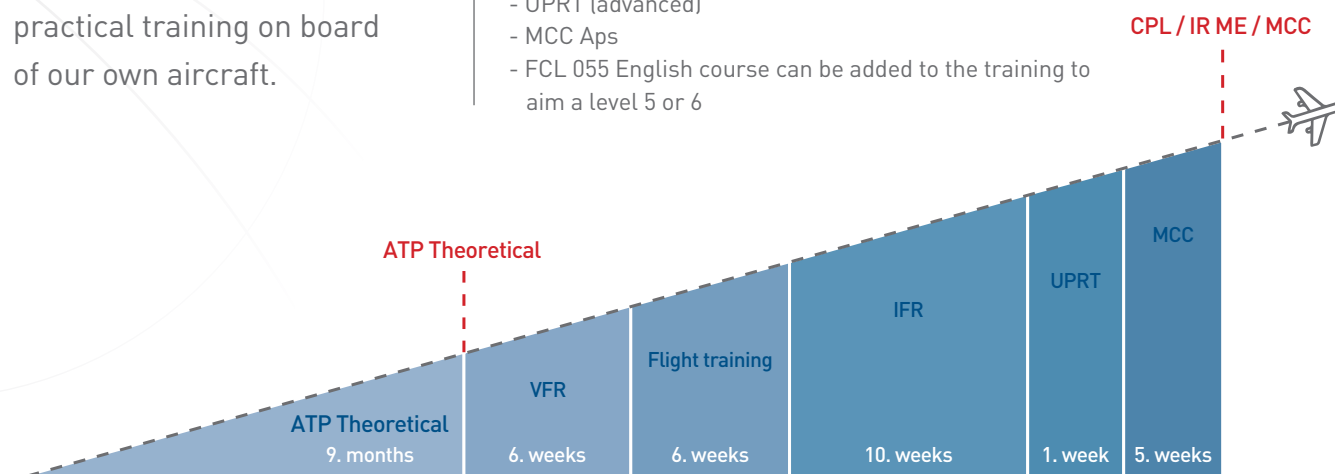 practical training on board
of our own aircraft.
- UPRT (advanced)
- MCC Aps
- FCL 055 English course can be added to the training to
aim a level 5 or 6
CPL / IR ME / MCC
ATP Theoretical
MCC
UPRT
IFR
Flight training
VFR
ATP Theoretical
9. months
6. weeks
6. weeks
10. weeks
1. week
5. weeks